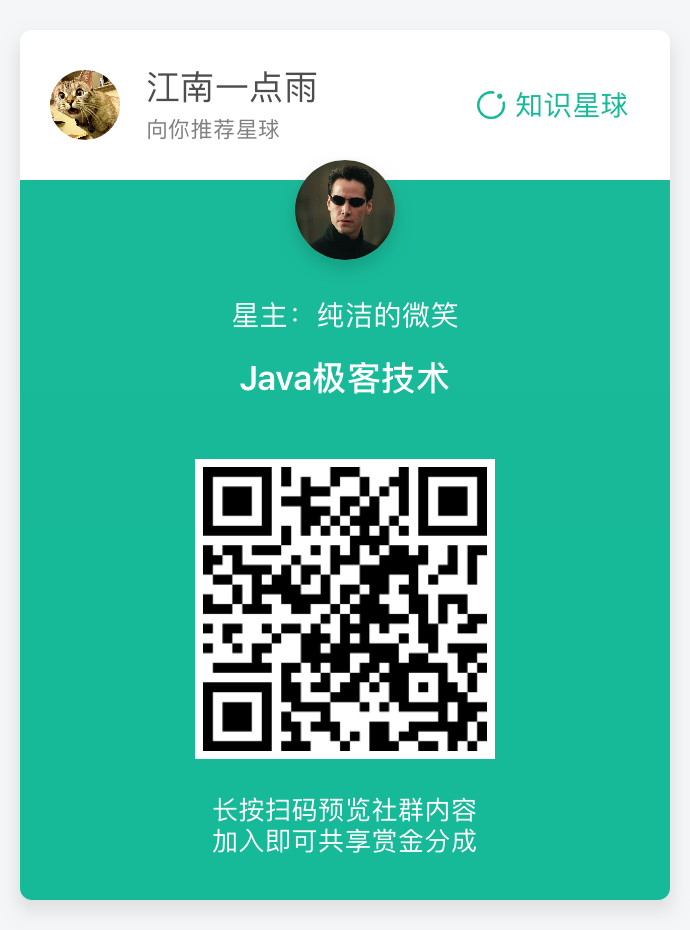 江南一点雨
向你推荐星球
知识星球
星主：纯洁的微笑
Java极客技术
长按扫码预览社群内容
加入即可共享赏金分成